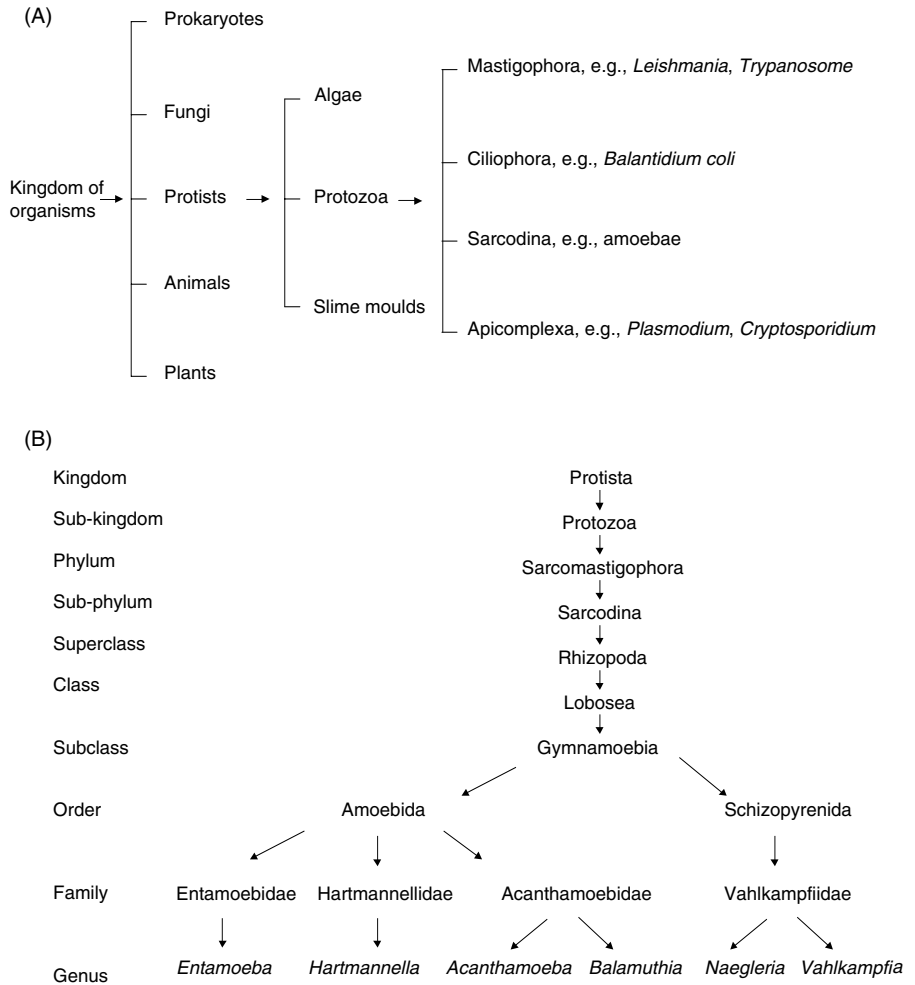 (A)
Prokaryotes
Mastigophora, e.g., Leishmania, Trypanosome
Algae
Fungi
Ciliophora, e.g., Balantidium coli
Kingdom of
organisms
Protists
Protozoa
Sarcodina, e.g., amoebae
Animals
Slime moulds
Apicomplexa, e.g., Plasmodium, Cryptosporidium
Plants
(B)
Kingdom Protista
Sub-kingdom Protozoa
Phylum Sarcomastigophora
Sub-phylum Sarcodina
Superclass Rhizopoda
Class Lobosea
Subclass Gymnamoebia
Order Amoebida Schizopyrenida
Family Entamoebidae Hartmannellidae Acanthamoebidae Vahlkampfiidae
Genus Entamoeba Hartmannella Acanthamoeba Balamuthia Naegleria Vahlkampfia